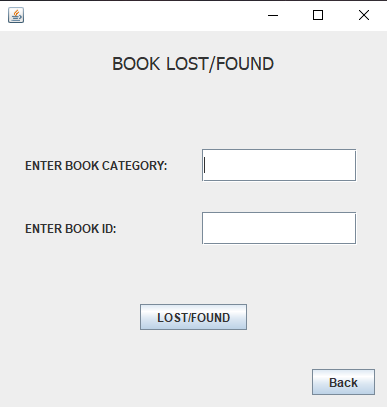 BOOK LOST/FOUND
ENTER BOOK CATEGORY:
ENTER BOOK ID:
LOST/FOUND
Back